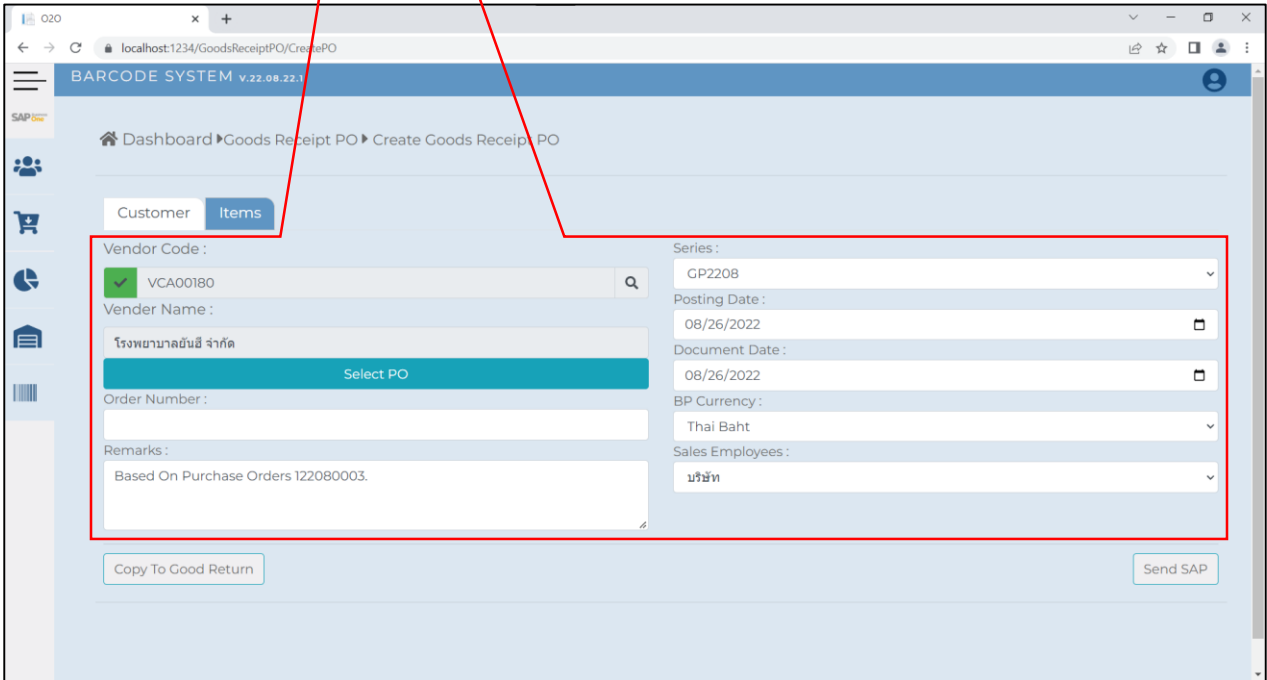 020
localhost:1234/GoodsReceiptPO/CreatePO
BARCODE SYSTEM V.22.08.22.1
SAP Business One
Dashboard Goods Receipt PO Create Goods Receipt PO
Customer Items
Vendor Code :
VCA00180
Vender Name :
โรงพยาบาลยันฮี จำกัด
Select PO
Order Number :
Remarks :
Based On Purchase Orders 122080003.
Series :
GP2208
Posting Date :
08/26/2022
Document Date :
08/26/2022
BP Currency :
Thai Baht
Sales Employees :
บริษัท
Copy To Good Return
Send SAP